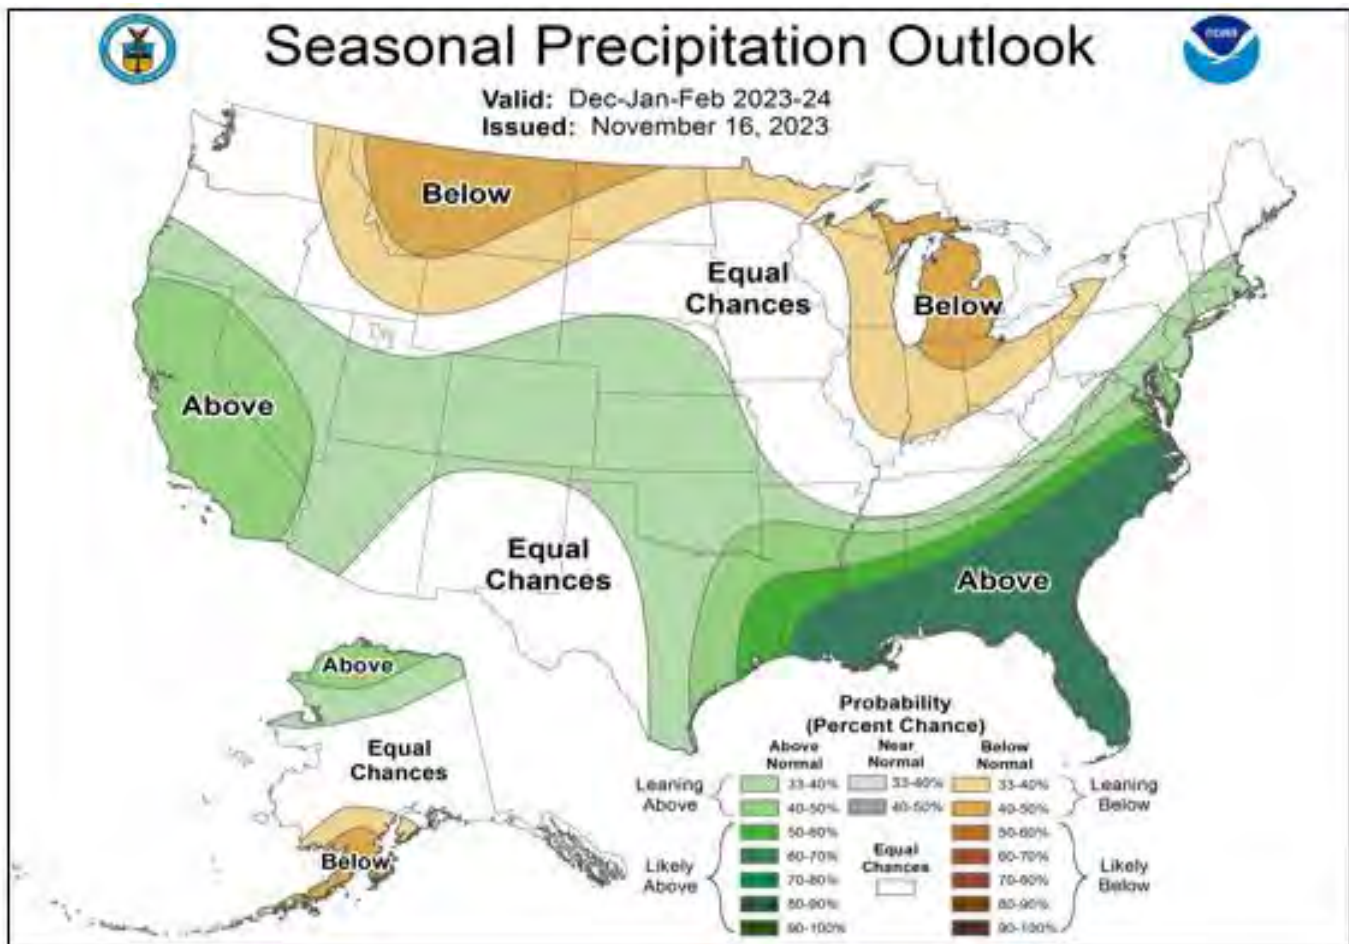 Seasonal Precipitation Outlook
Valid: Dec-Jan-Feb 2023-24
Issued: November 16, 2023
Below
Equal
Chances
Below
Above
Equal
Chances
Above
Above
Equal
Chances
Below
Probability
(Percent Chance)
Above
Normal
Near
Normal
Below
Normal
Leaning
Above
33-40%
33-40%
33-40%
Leaning
Below
40-50%
40-50%
40-50%
Likely
Above
50-60%
50-60%
Likely
Below
60-70%
60-70%
70-80%
Equal
Chances
80-90%
80-90%
90-100%
90-100%